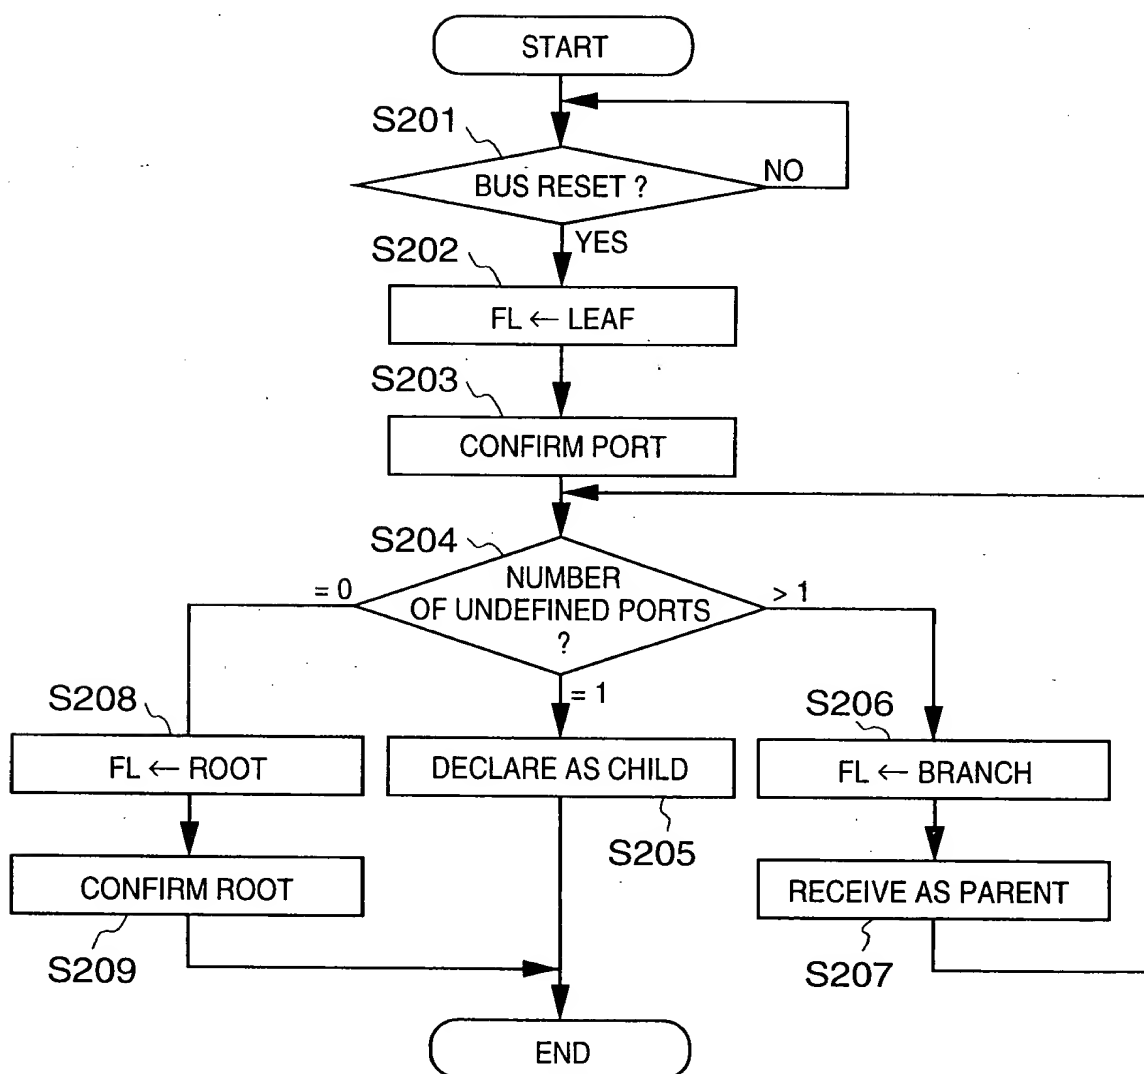 START
S201
BUS RESET ?
NO
YES
S202
FL ← LEAF
S203
CONFIRM PORT
S204
NUMBER
OF UNDEFINED PORTS
?
= 0
> 1
= 1
S208
FL ← ROOT
DECLARE AS CHILD
S205
S206
FL ← BRANCH
CONFIRM ROOT
S209
RECEIVE AS PARENT
S207
END